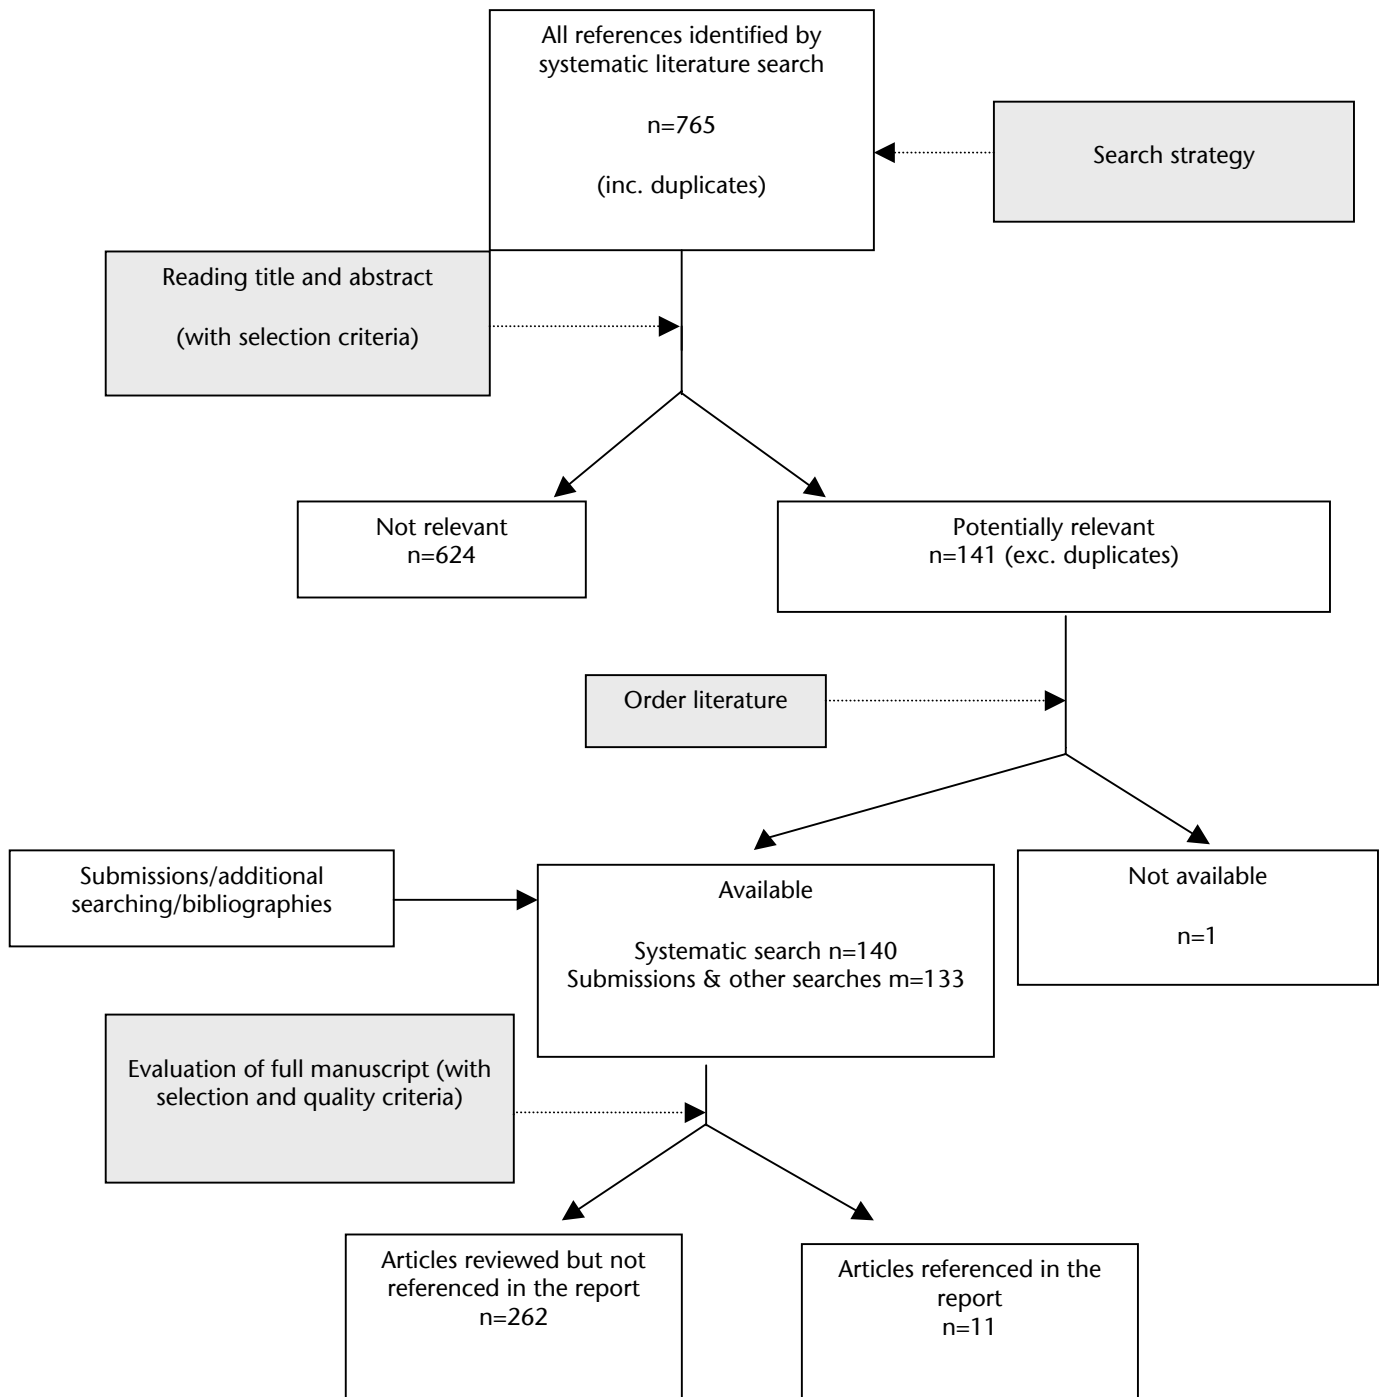 All references identified by
systematic literature search
n=765
(inc. duplicates)
Search strategy
Reading title and abstract
(with selection criteria)
Not relevant
n=624
Potentially relevant
n=141 (exc. duplicates)
Order literature
Submissions/additional
searching/bibliographies
Available
Systematic search n=140
Submissions & other searches m=133
Not available
n=1
Evaluation of full manuscript (with
selection and quality criteria)
Articles reviewed but not
referenced in the report
n=262
Articles referenced in the
report
n=11